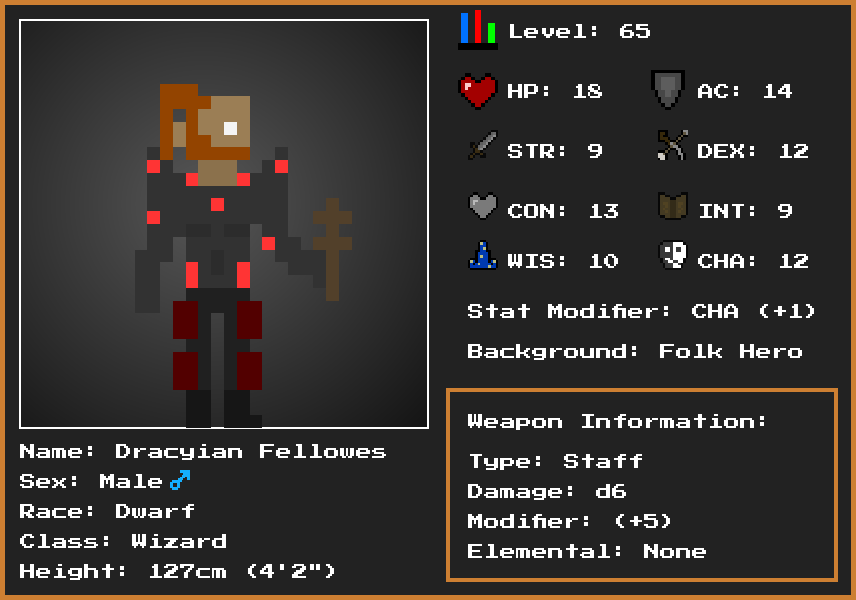 Level: 65
HP: 18 AC: 14
STR: 9 DEX: 12
CON: 13 INT: 9
WIS: 10 CHA: 12
Stat Modifier: CHA (+1)
Background: Folk Hero
Weapon Information:
Type: Staff
Damage: d6
Modifier: (+5)
Elemental: None
Name: Dracyian Fellowes
Sex: Male ♂
Race: Dwarf
Class: Wizard
Height: 127cm (4'2")